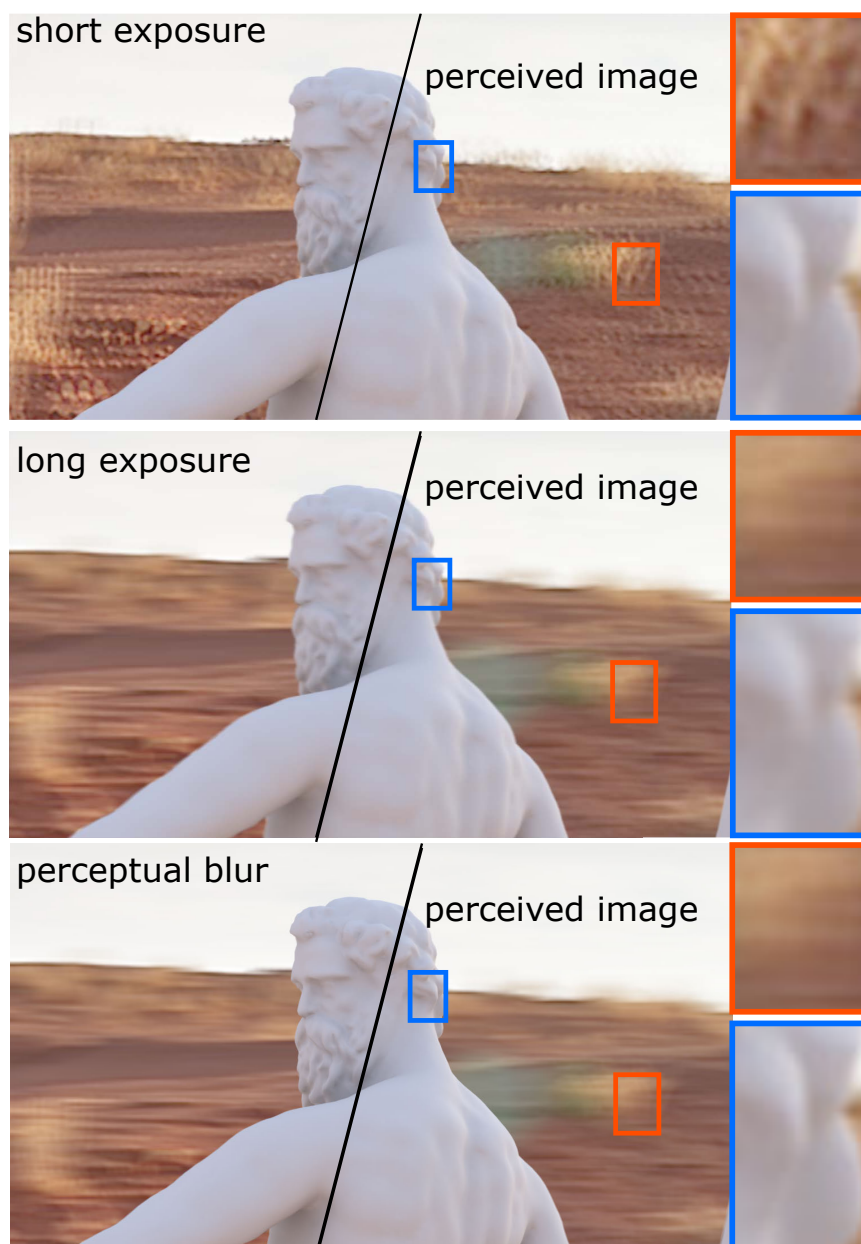 short exposure
perceived image
long exposure
perceived image
perceptual blur
perceived image